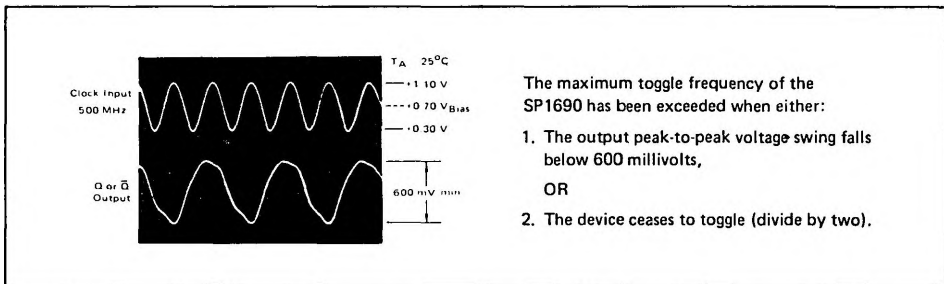 TA 25°C
Clock Input
500 MHz
+1.10 V
+0.70 VBias
+0.30 V
Q or Q̅
Output
600 mV min
The maximum toggle frequency of the
SP1690 has been exceeded when either:
1. The output peak-to-peak voltage swing falls
below 600 millivolts,
OR
2. The device ceases to toggle (divide by two).